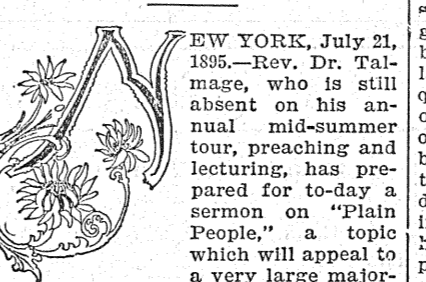 NEW YORK, July 21,
1895.—Rev. Dr. Tal-
mage, who is still
absent on his an-
nual mid-summer
tour, preaching and
lecturing, has pre-
pared for to-day a
sermon on "Plain
People," a topic
which will appeal to
a very large major-